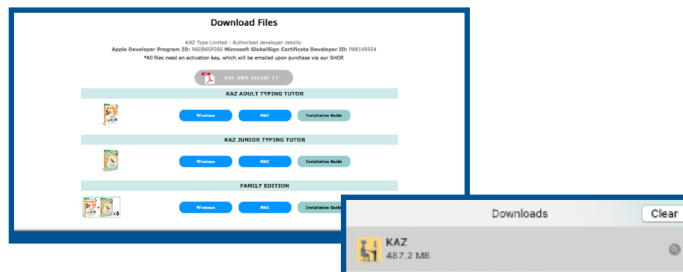 Download Files
KAZ Type Limited - Authorised developer details:
Apple Developer Program ID: R6DB6SP26E Microsoft GlobalSign Certificate Developer ID: PAR149554
*All files need an activation key, which will be emailed upon purchase via our SHOP.
KAZ AND SAFARI 11
KAZ ADULT TYPING TUTOR
Windows MAC Installation Guide
KAZ JUNIOR TYPING TUTOR
Windows MAC Installation Guide
FAMILY EDITION
x5
Windows MAC Installation
Downloads Clear
KAZ
487.2 MB